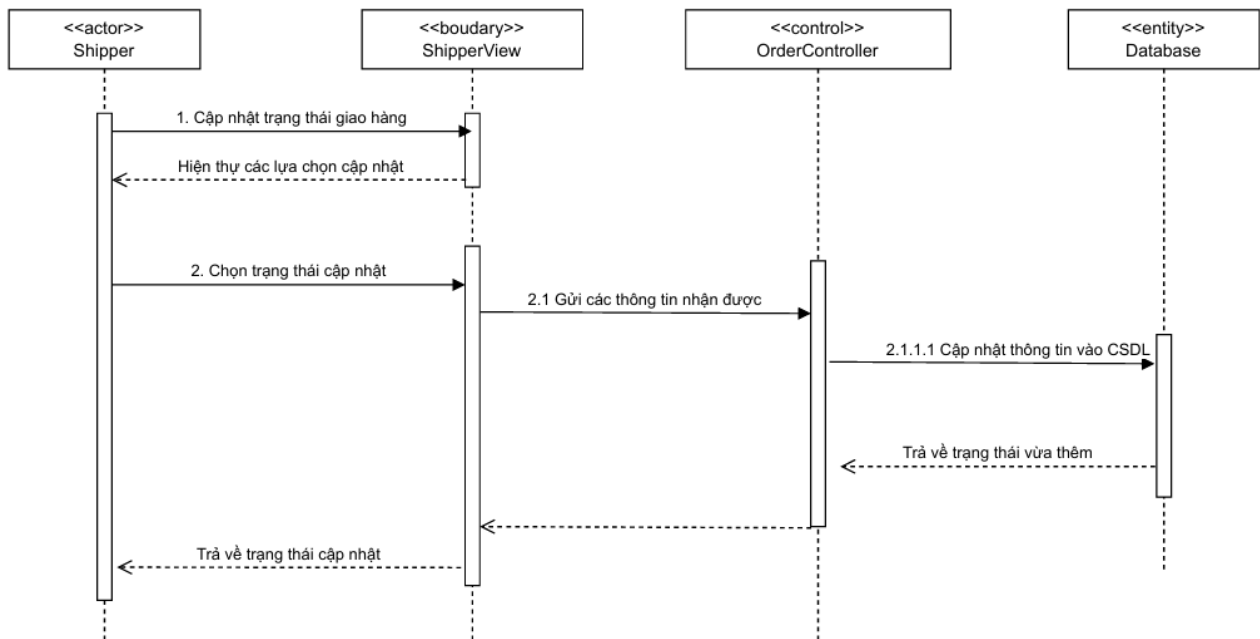 <<actor>>
Shipper
<<boudary>>
ShipperView
<<control>>
OrderController
<<entity>>
Database
1. Cập nhật trạng thái giao hàng
Hiện thự các lựa chọn cập nhật
2. Chọn trạng thái cập nhật
2.1 Gửi các thông tin nhận được
2.1.1.1 Cập nhật thông tin vào CSDL
Trả về trạng thái vừa thêm
Trả về trạng thái cập nhật